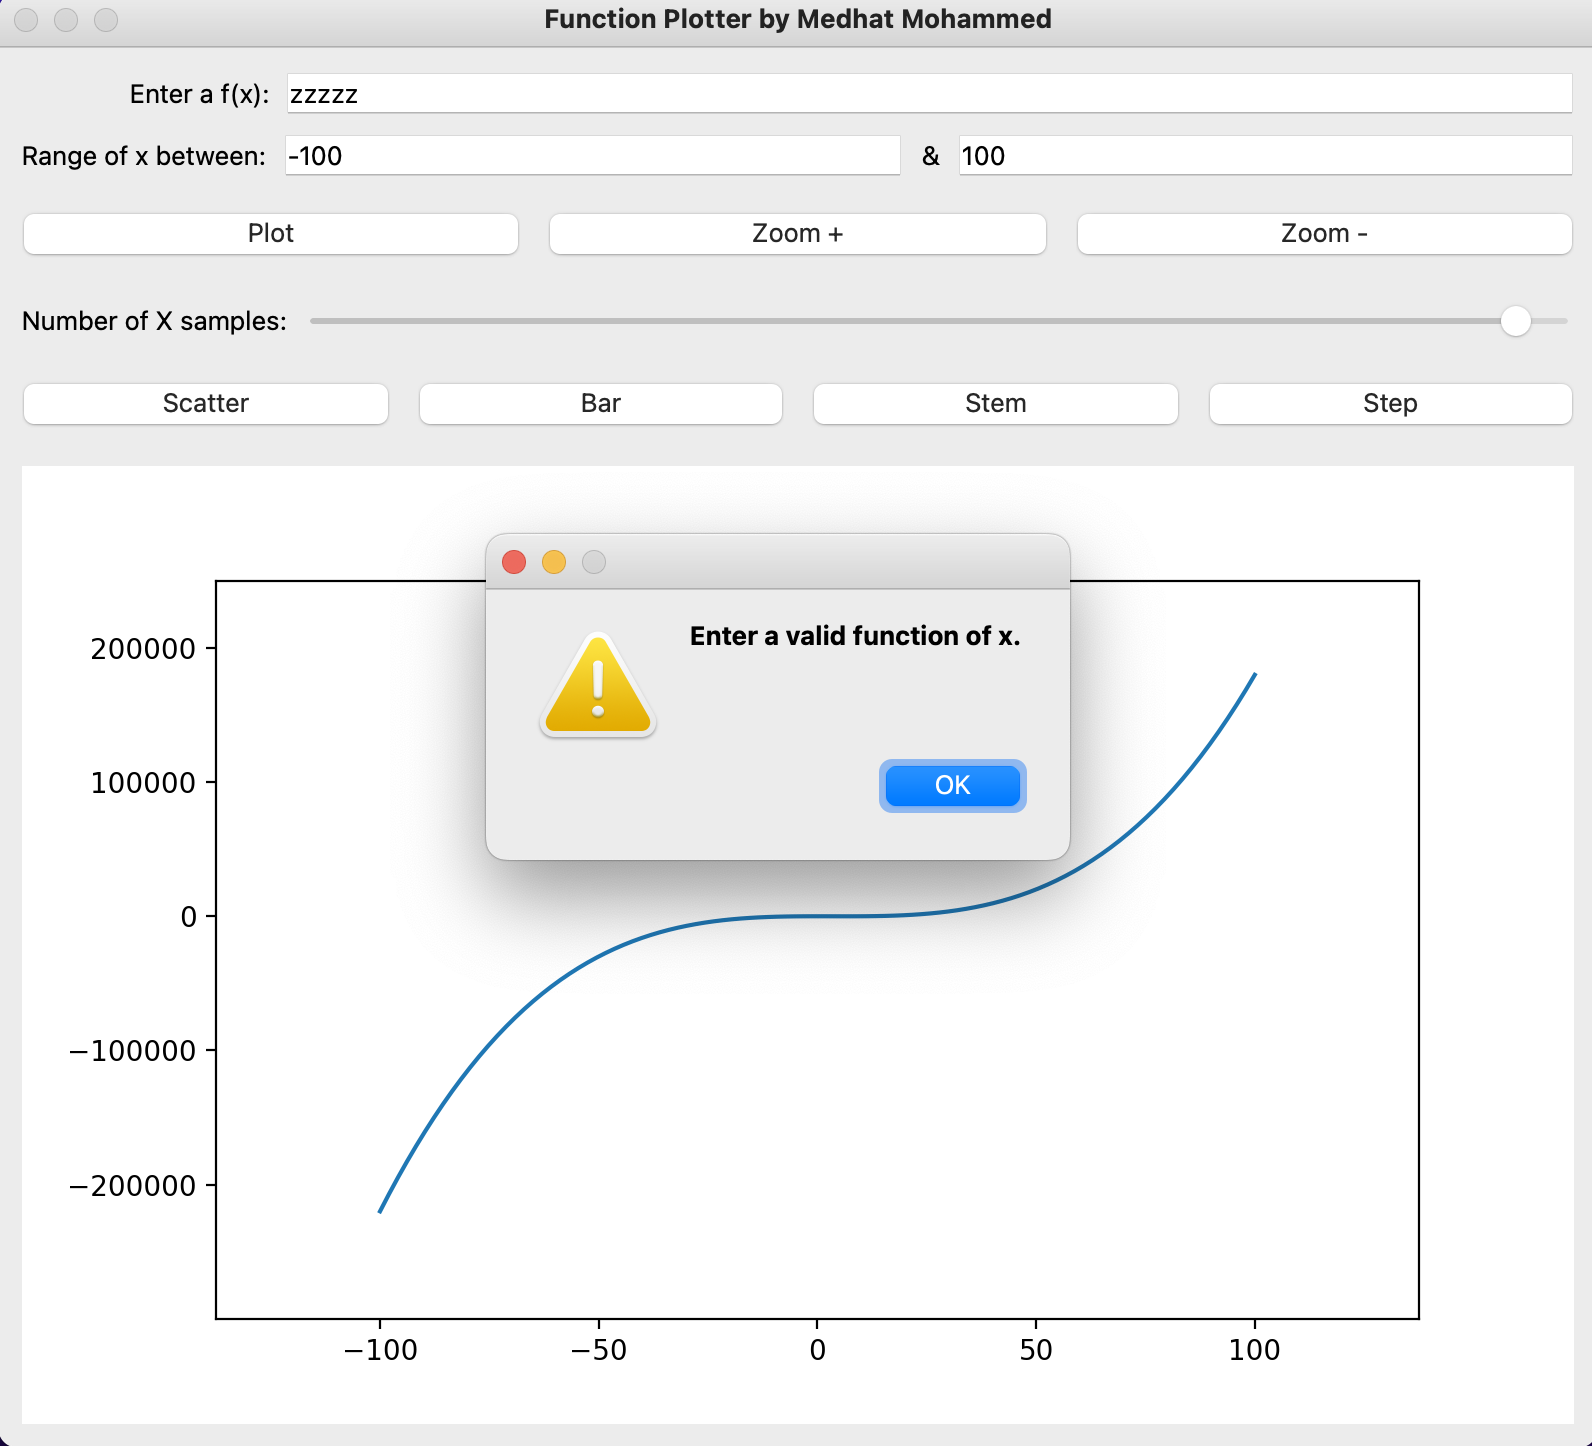 Function Plotter by Medhat Mohammed
Enter a f(x): zzzzz
Range of x between: -100 & 100
Plot Zoom + Zoom -
Number of X samples:
Scatter Bar Stem Step
Enter a valid function of x.
OK
200000
100000
0
−100000
−200000
−100 −50 0 50 100